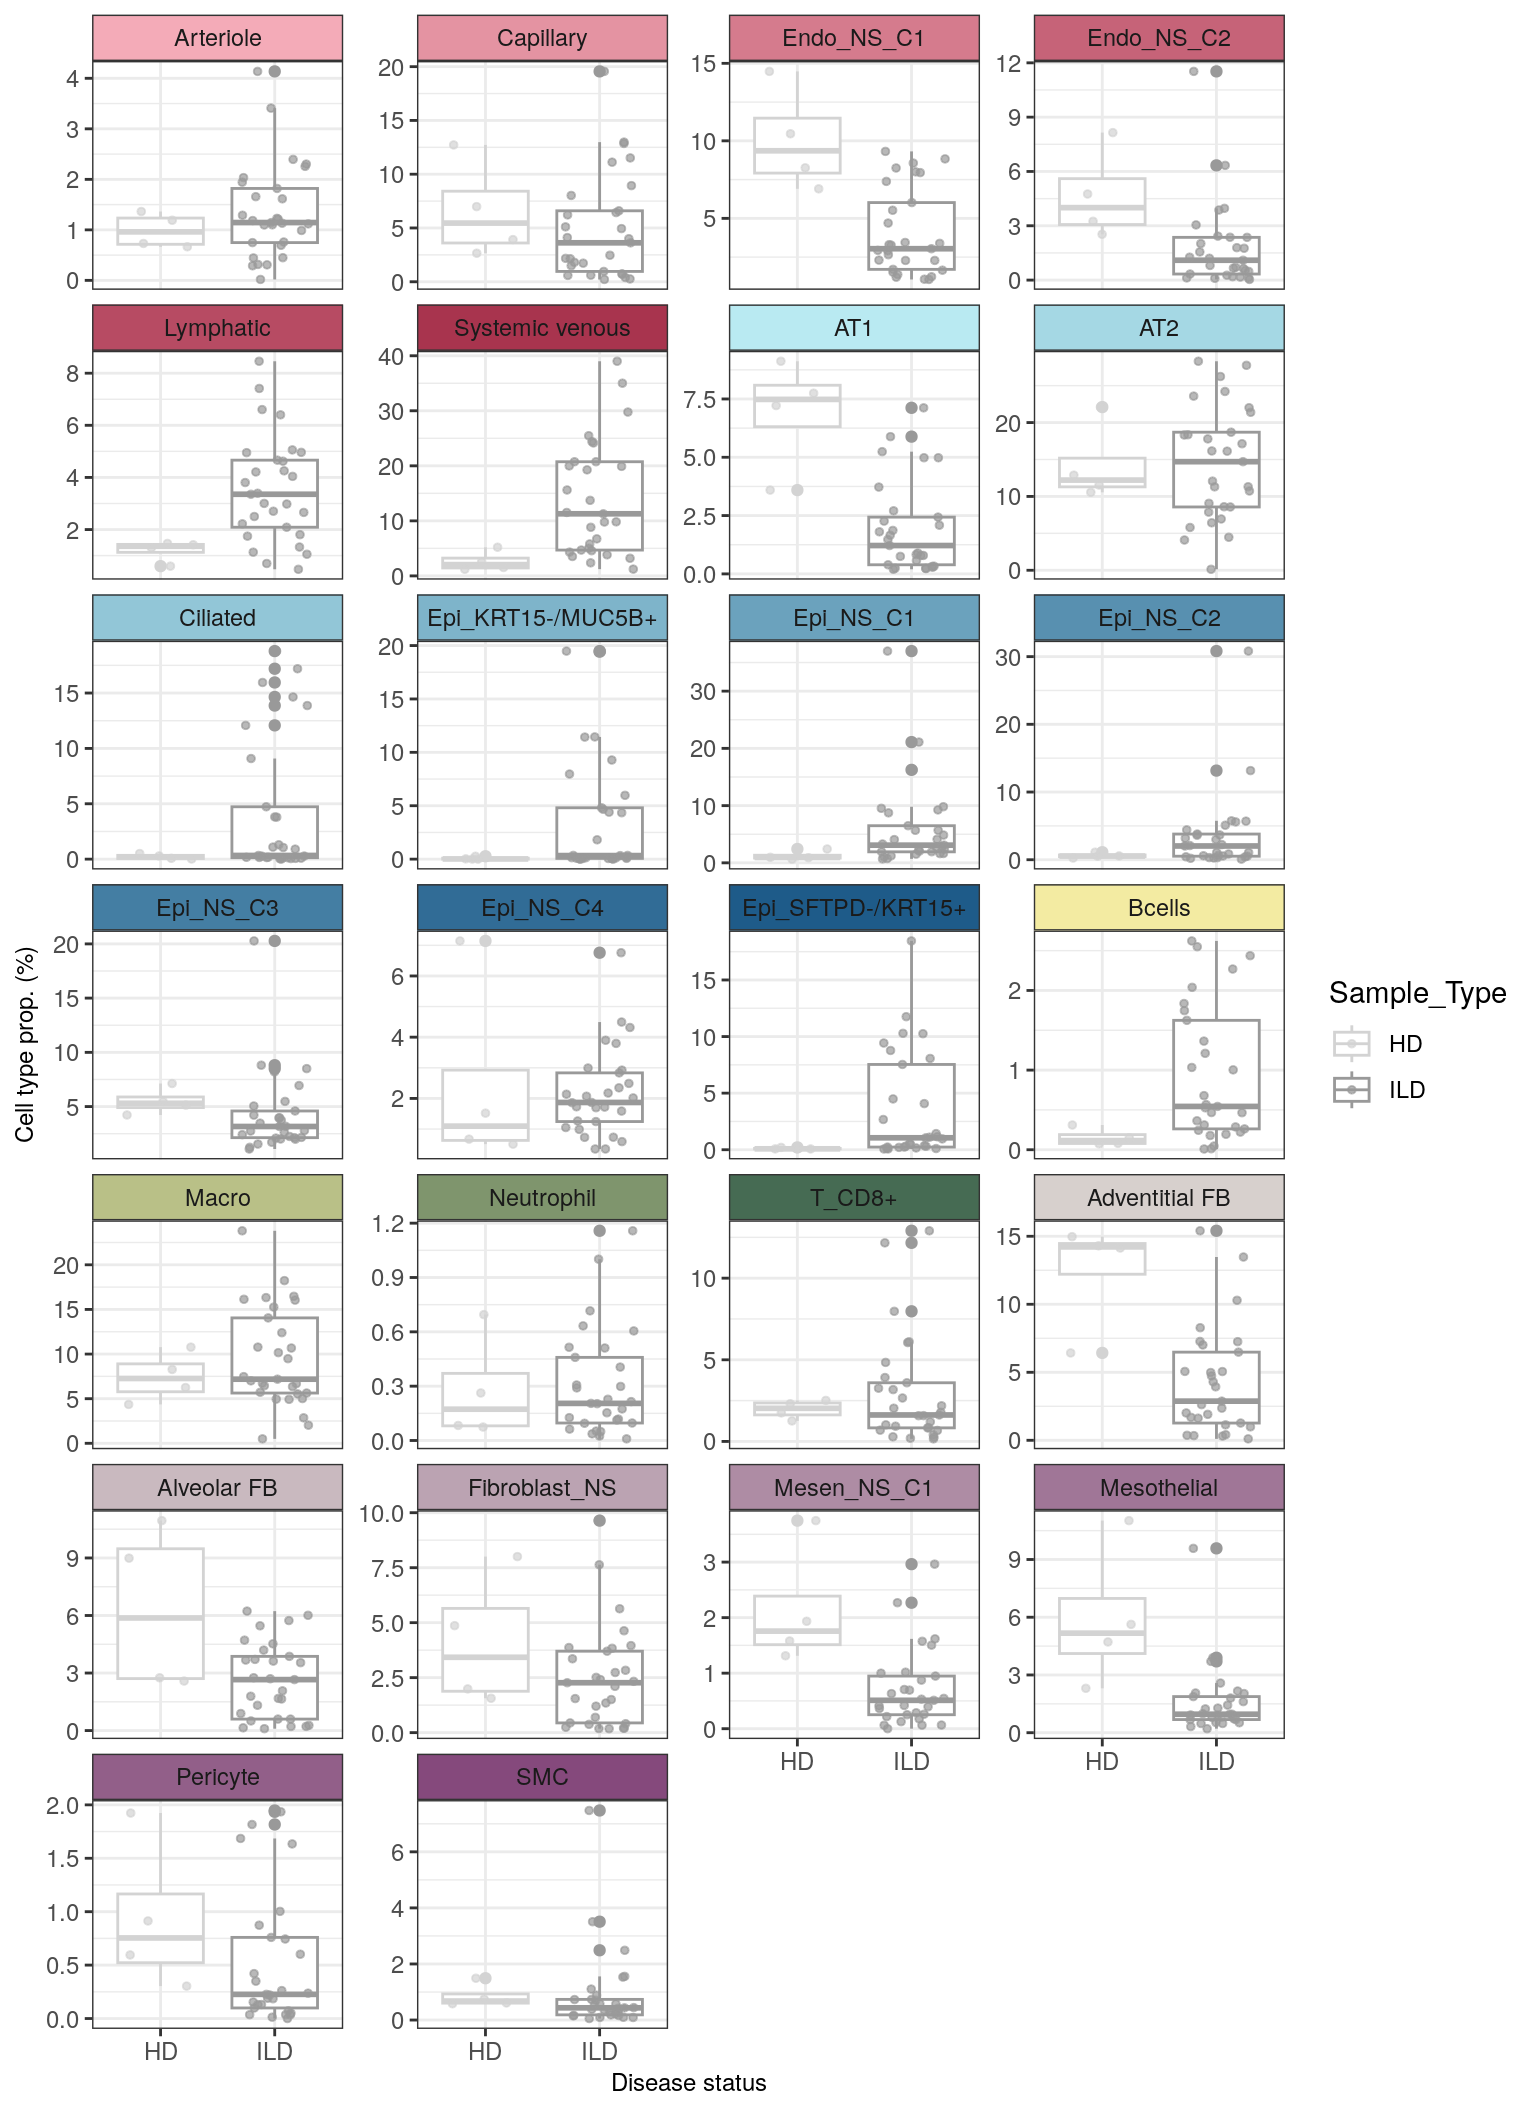 Arteriole Capillary Endo_NS_C1 Endo_NS_C2
4 3 2 1 0
20 15 10 5 0
15 10 5
12 9 6 3 0
Lymphatic Systemic venous AT1 AT2
8 6 4 2
40 30 20 10 0
7.5 5.0 2.5 0.0
20 10 0
Ciliated Epi_KRT15-/MUC5B+ Epi_NS_C1 Epi_NS_C2
15 10 5 0
20 15 10 5 0
30 20 10 0
30 20 10 0
Epi_NS_C3 Epi_NS_C4 Epi_SFTPD-/KRT15+ Bcells
20 15 10 5
6 4 2
15 10 5 0
2 1 0
Cell type prop. (%)
Sample_Type
HD
ILD
Macro Neutrophil T_CD8+ Adventitial FB
20 15 10 5 0
1.2 0.9 0.6 0.3 0.0
10 5 0
15 10 5 0
Alveolar FB Fibroblast_NS Mesen_NS_C1 Mesothelial
9 6 3 0
10.0 7.5 5.0 2.5 0.0
3 2 1 0
9 6 3 0
HD ILD HD ILD
Pericyte SMC
2.0 1.5 1.0 0.5 0.0
6 4 2 0
HD ILD HD ILD
Disease status